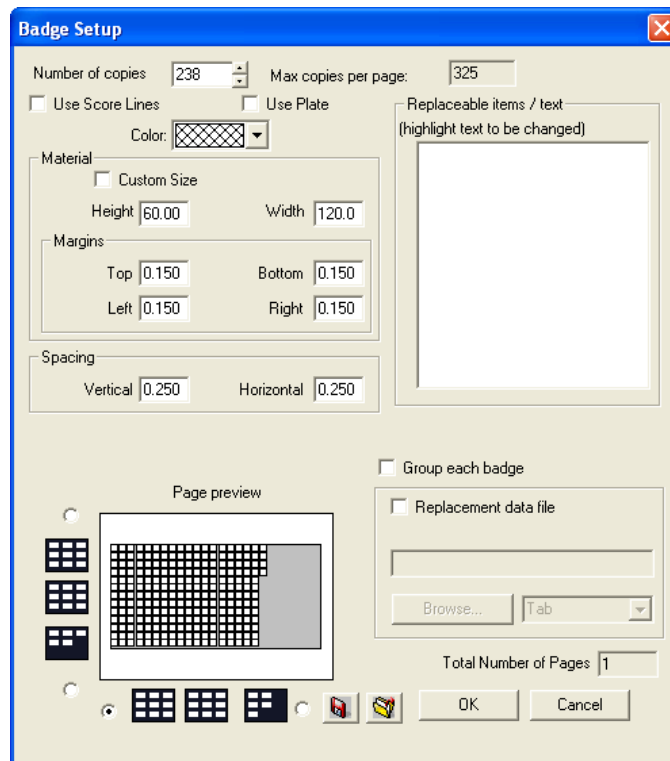 Badge Setup
Number of copies 238 Max copies per page: 325
Use Score Lines Use Plate
Color:
Material
Custom Size
Height 60.00 Width 120.0
Margins
Top 0.150 Bottom 0.150
Left 0.150 Right 0.150
Spacing
Vertical 0.250 Horizontal 0.250
Replaceable items / text
(highlight text to be changed)
Group each badge
Page preview
Replacement data file
Browse... Tab
Total Number of Pages 1
OK Cancel